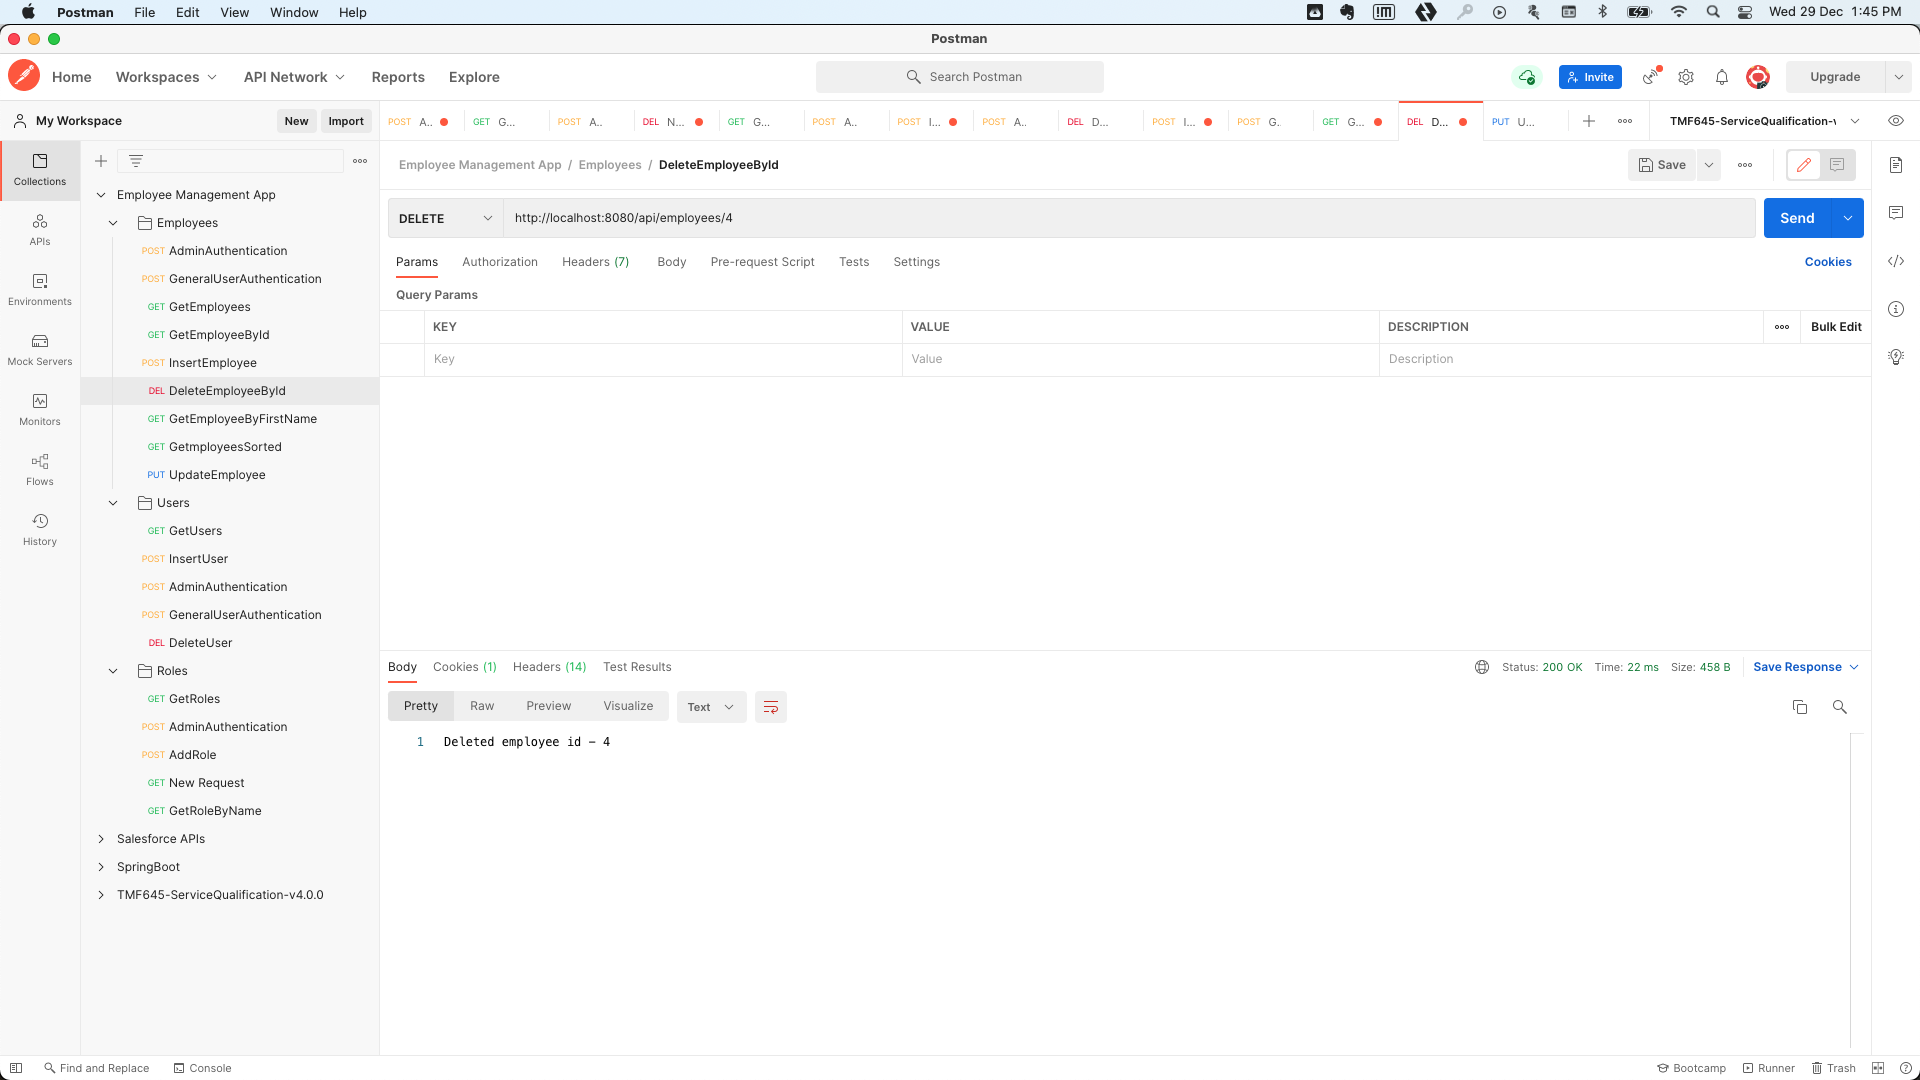 Postman File Edit View Window Help Wed 29 Dec 1:45 PM
Postman
Home Workspaces API Network Reports Explore Search Postman Invite Upgrade
My Workspace New Import
POST A.. GET G... POST A.. DEL N... GET G... POST A.. POST I... POST A.. DEL D... POST I... POST G.. GET G... DEL D... PUT U... TMF645-ServiceQualification-v
Collections
APIs
Environments
Mock Servers
Monitors
Flows
History
Employee Management App
Employees
POST AdminAuthentication
POST GeneralUserAuthentication
GET GetEmployees
GET GetEmployeeById
POST InsertEmployee
DEL DeleteEmployeeById
GET GetEmployeeByFirstName
GET GetmployeesSorted
PUT UpdateEmployee
Users
GET GetUsers
POST InsertUser
POST AdminAuthentication
POST GeneralUserAuthentication
DEL DeleteUser
Roles
GET GetRoles
POST AdminAuthentication
POST AddRole
GET New Request
GET GetRoleByName
Salesforce APIs
SpringBoot
TMF645-ServiceQualification-v4.0.0
Employee Management App / Employees / DeleteEmployeeById Save
DELETE http://localhost:8080/api/employees/4 Send
Params Authorization Headers (7) Body Pre-request Script Tests Settings Cookies
Query Params
KEY VALUE DESCRIPTION Bulk Edit
Key Value Description
Body Cookies (1) Headers (14) Test Results Status: 200 OK Time: 22 ms Size: 458 B Save Response
Pretty Raw Preview Visualize Text
1 Deleted employee id - 4
Find and Replace Console Bootcamp Runner Trash